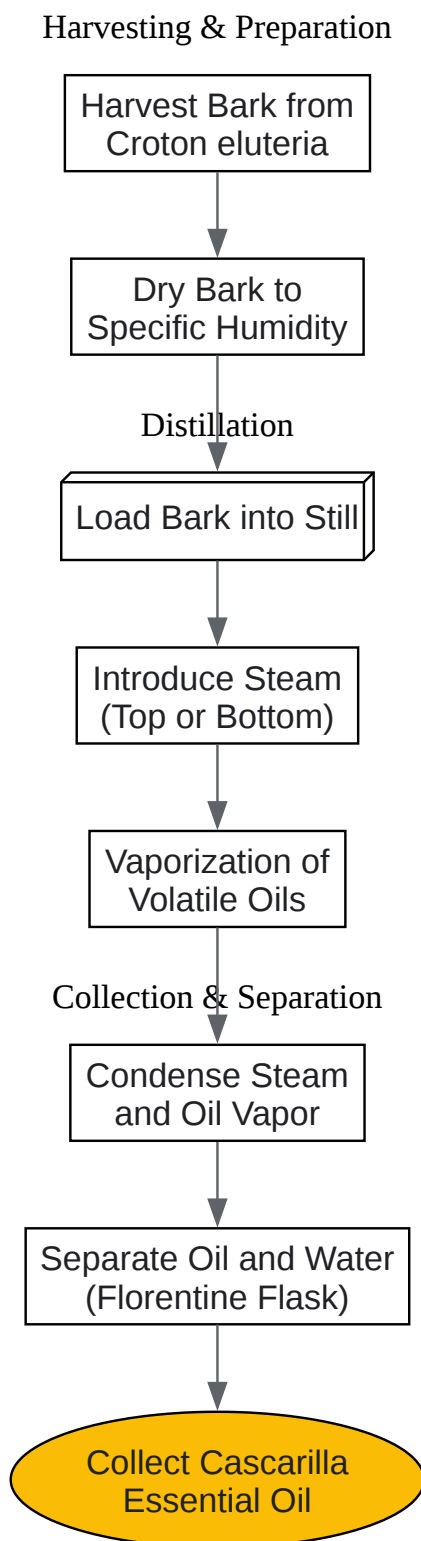 Harvesting & Preparation
Harvest Bark from
Croton eluteria
Dry Bark to
Specific Humidity
Distillation
Load Bark into Still
Introduce Steam
(Top or Bottom)
Vaporization of
Volatile Oils
Collection & Separation
Condense Steam
and Oil Vapor
Separate Oil and Water
(Florentine Flask)
Collect Cascarilla
Essential Oil